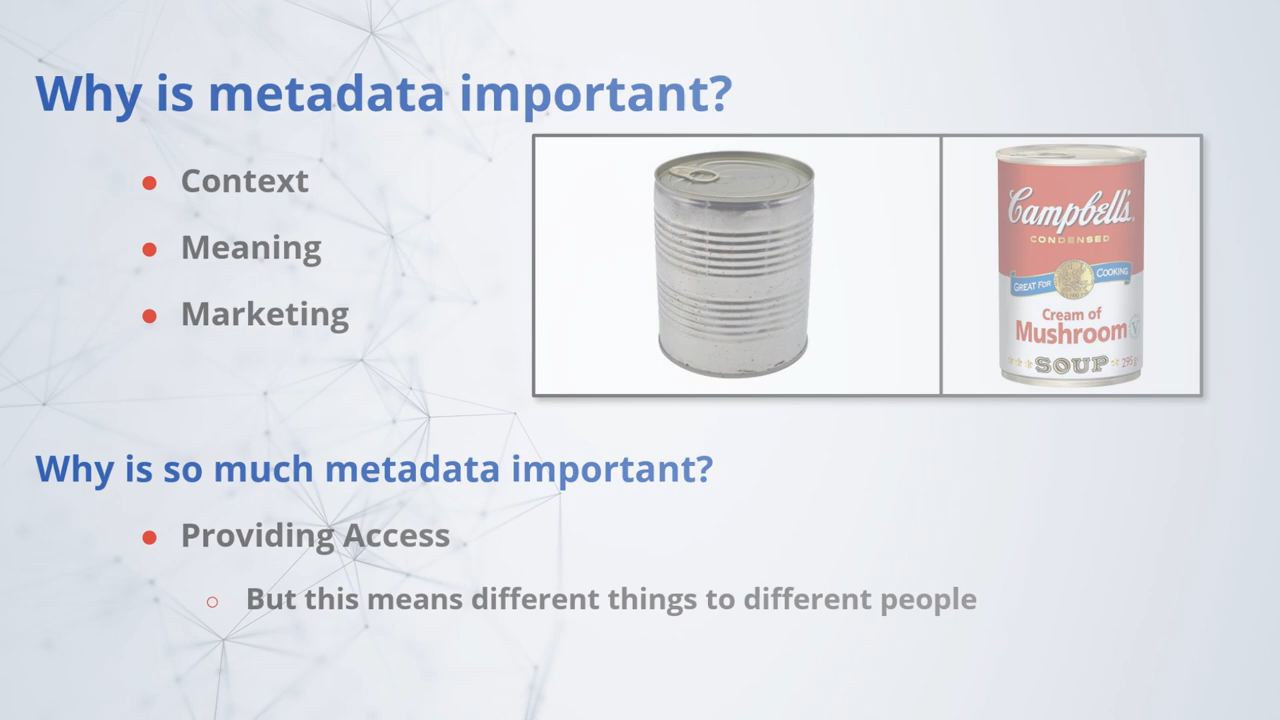 Why is metadata important?
● Context
● Meaning
● Marketing
Campbell's.
CONDENSED
GREAT FOR COOKING
Cream of
Mushroom V
SOUP 295g
Why is so much metadata important?
● Providing Access
○ But this means different things to different people